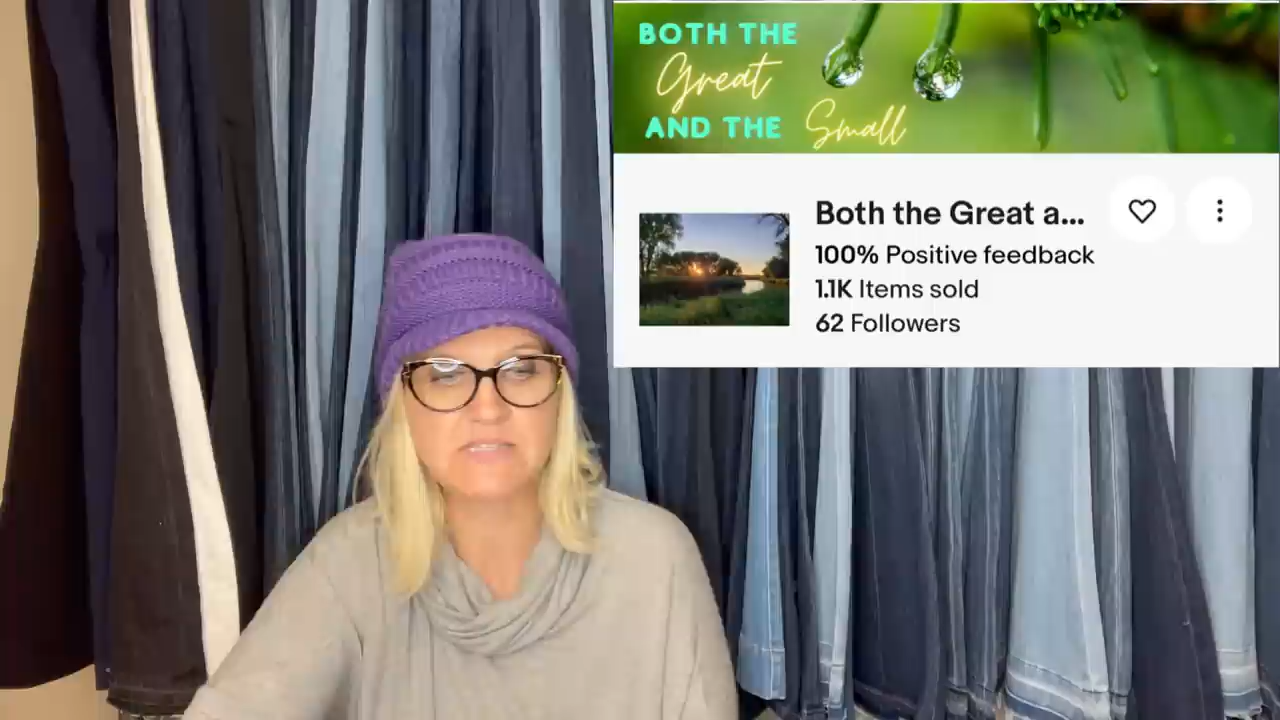 BOTH THE
Great
AND THE Small
Both the Great a...
100% Positive feedback
1.1K Items sold
62 Followers